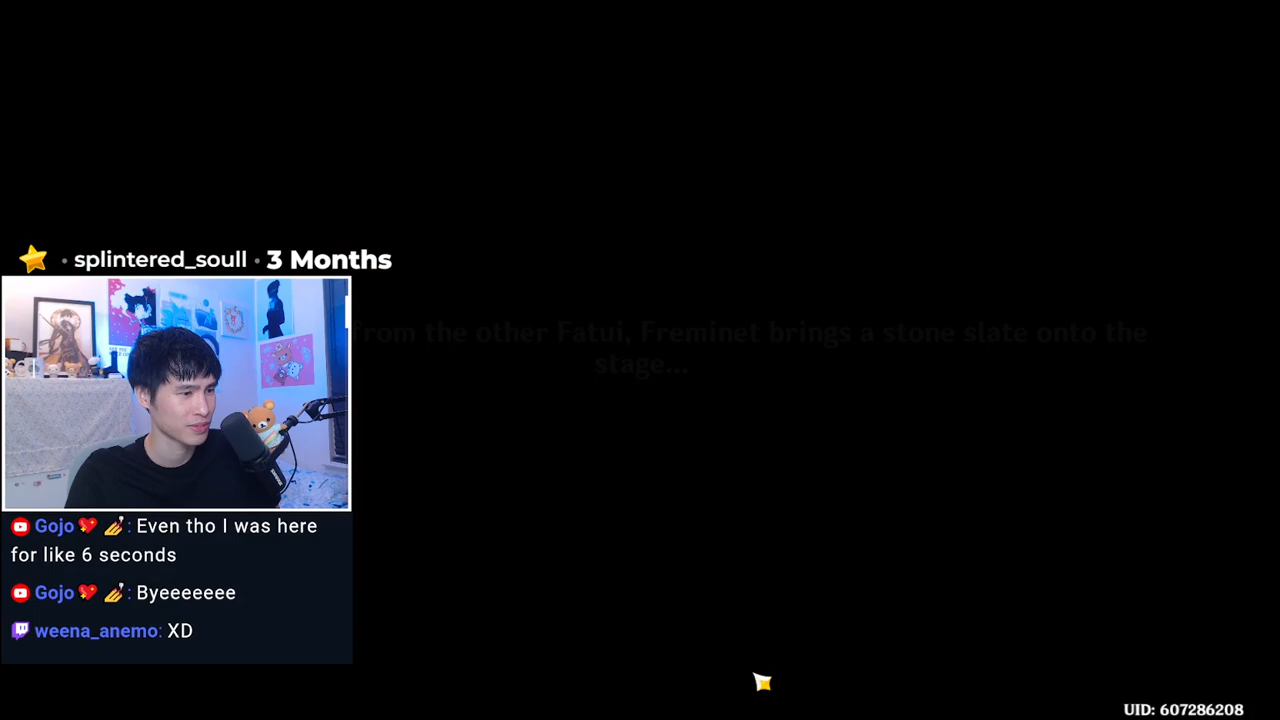 • splintered_soull • 3 Months
from the other Fatui, Freminet brings a stone slate onto the
stage...
Gojo💖💅: Even tho I was here
for like 6 seconds
Gojo💖💅: Byeeeeeee
weena_anemo: XD
UID: 607286208